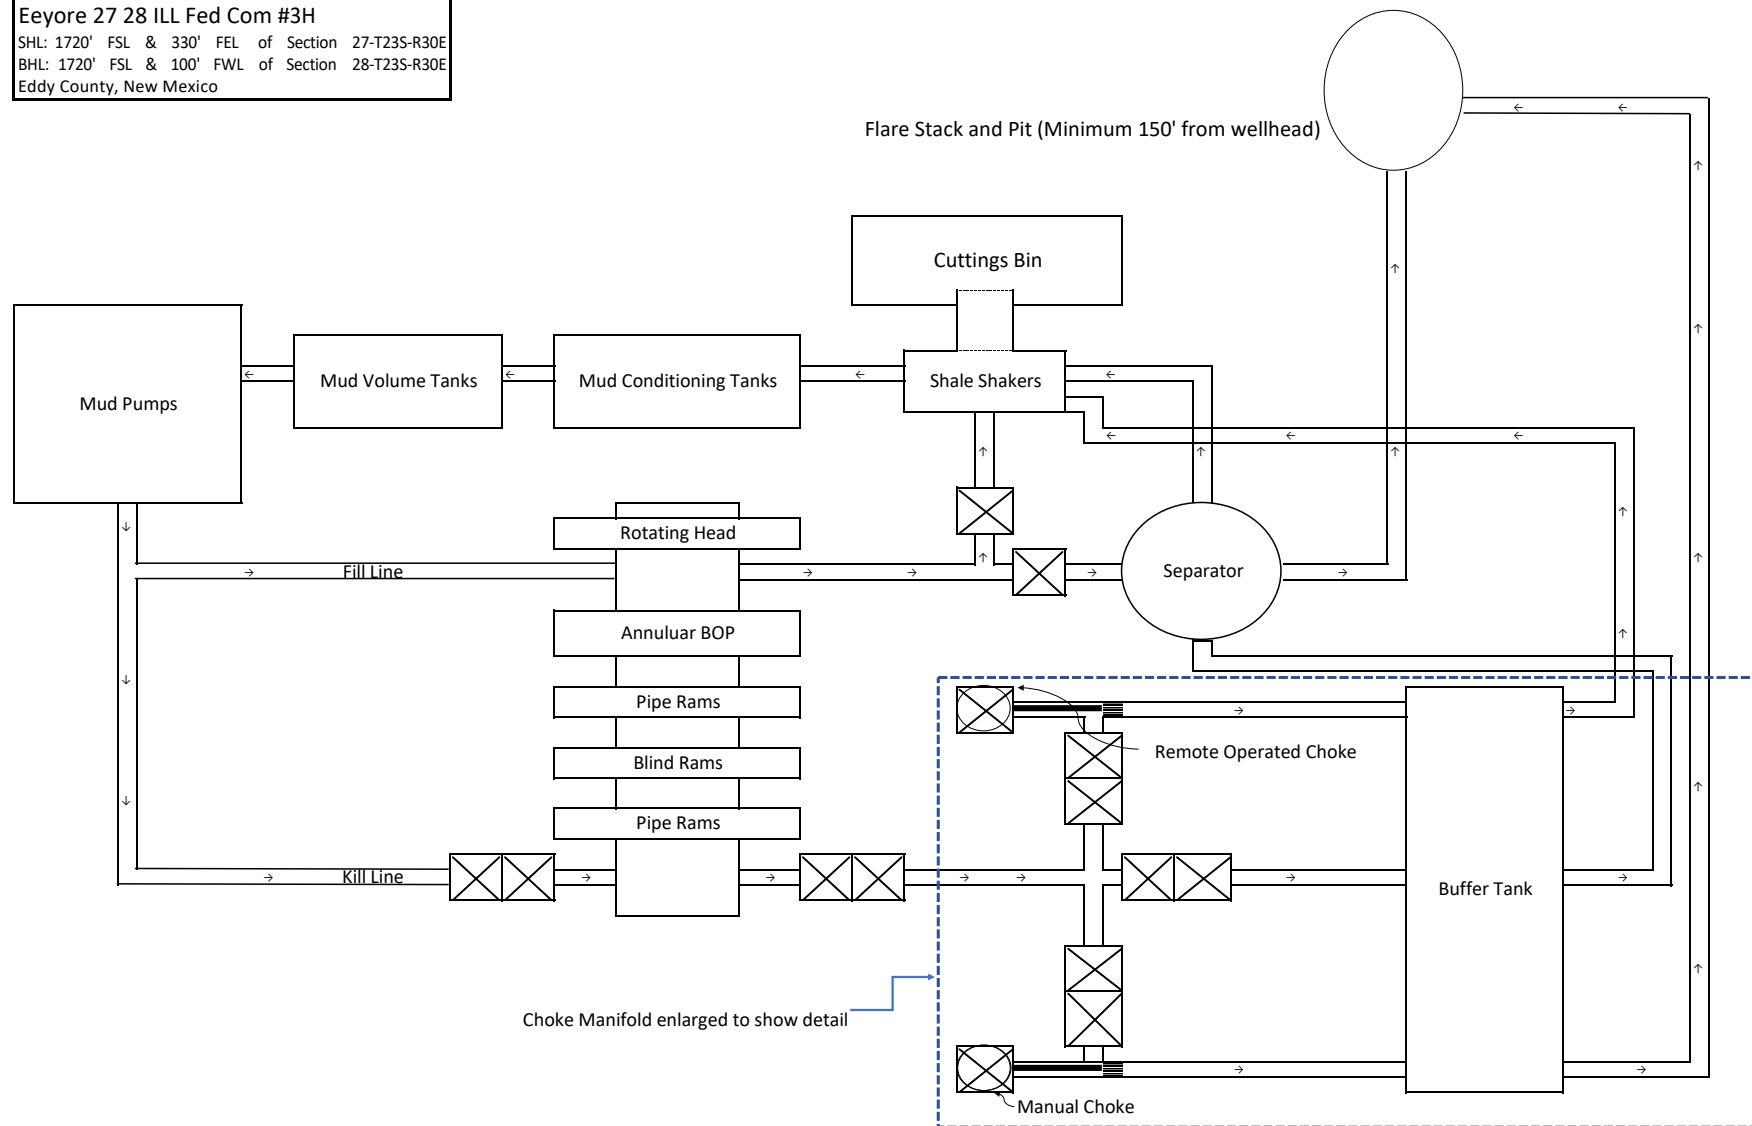 Eeyore 27 28 ILL Fed Com #3H
SHL: 1720' FSL & 330' FEL of Section 27-T23S-R30E
BHL: 1720' FSL & 100' FWL of Section 28-T23S-R30E
Eddy County, New Mexico
Flare Stack and Pit (Minimum 150' from wellhead)
Cuttings Bin
Mud Pumps
Mud Volume Tanks
Mud Conditioning Tanks
Shale Shakers
Rotating Head
Fill Line
Separator
Annuluar BOP
Pipe Rams
Remote Operated Choke
Blind Rams
Pipe Rams
Kill Line
Buffer Tank
Choke Manifold enlarged to show detail
Manual Choke